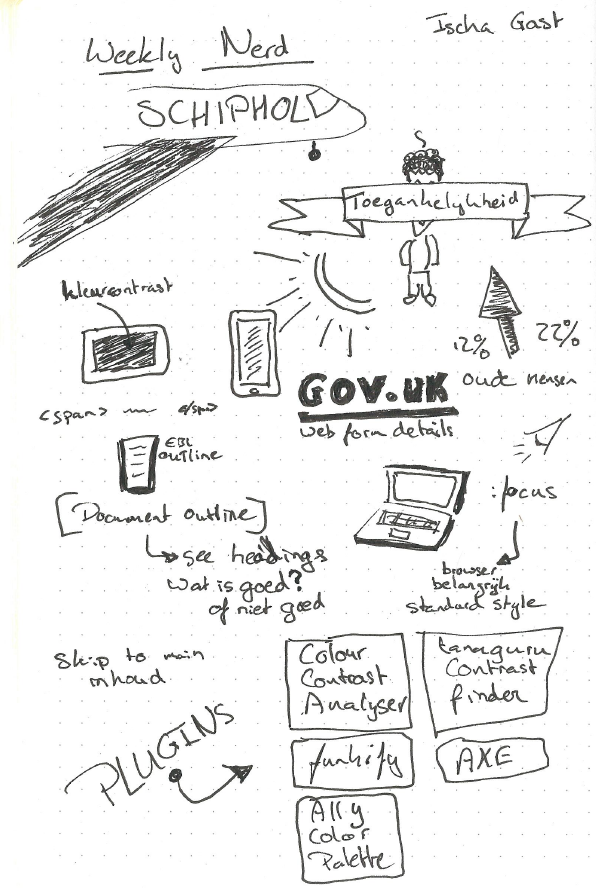 Ischa Gast
Weekly Nerd
SCHIPHOL
Toegankelykheid
kleurcontrast
12% 22%
oude mensen
GOV.UK
web form details
<span> </span>
outline
[Document outline]
see headings
wat is goed?
of niet goed
:focus
browser
belangrijk
standard style
Skip to main
inhoud
PLUGINS
Colour
Contrast
Analyser
tanaguru
Contrast
finder
funkify
AXE
A11y
Color
Palette